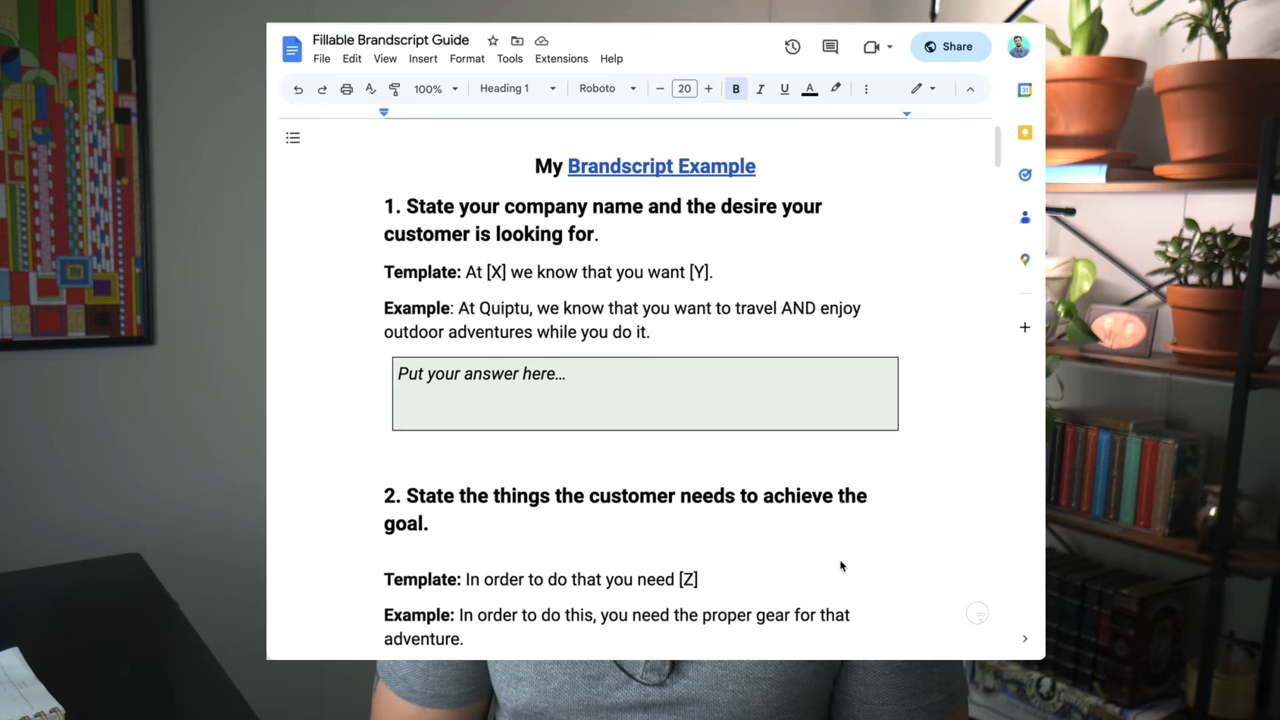 Fillable Brandscript Guide
File Edit View Insert Format Tools Extensions Help
Share
100% Heading 1 Roboto 20 B I U A
My Brandscript Example
1. State your company name and the desire your
customer is looking for.
Template: At [X] we know that you want [Y].
Example: At Quiptu, we know that you want to travel AND enjoy
outdoor adventures while you do it.
Put your answer here...
2. State the things the customer needs to achieve the
goal.
Template: In order to do that you need [Z]
Example: In order to do this, you need the proper gear for that
adventure.